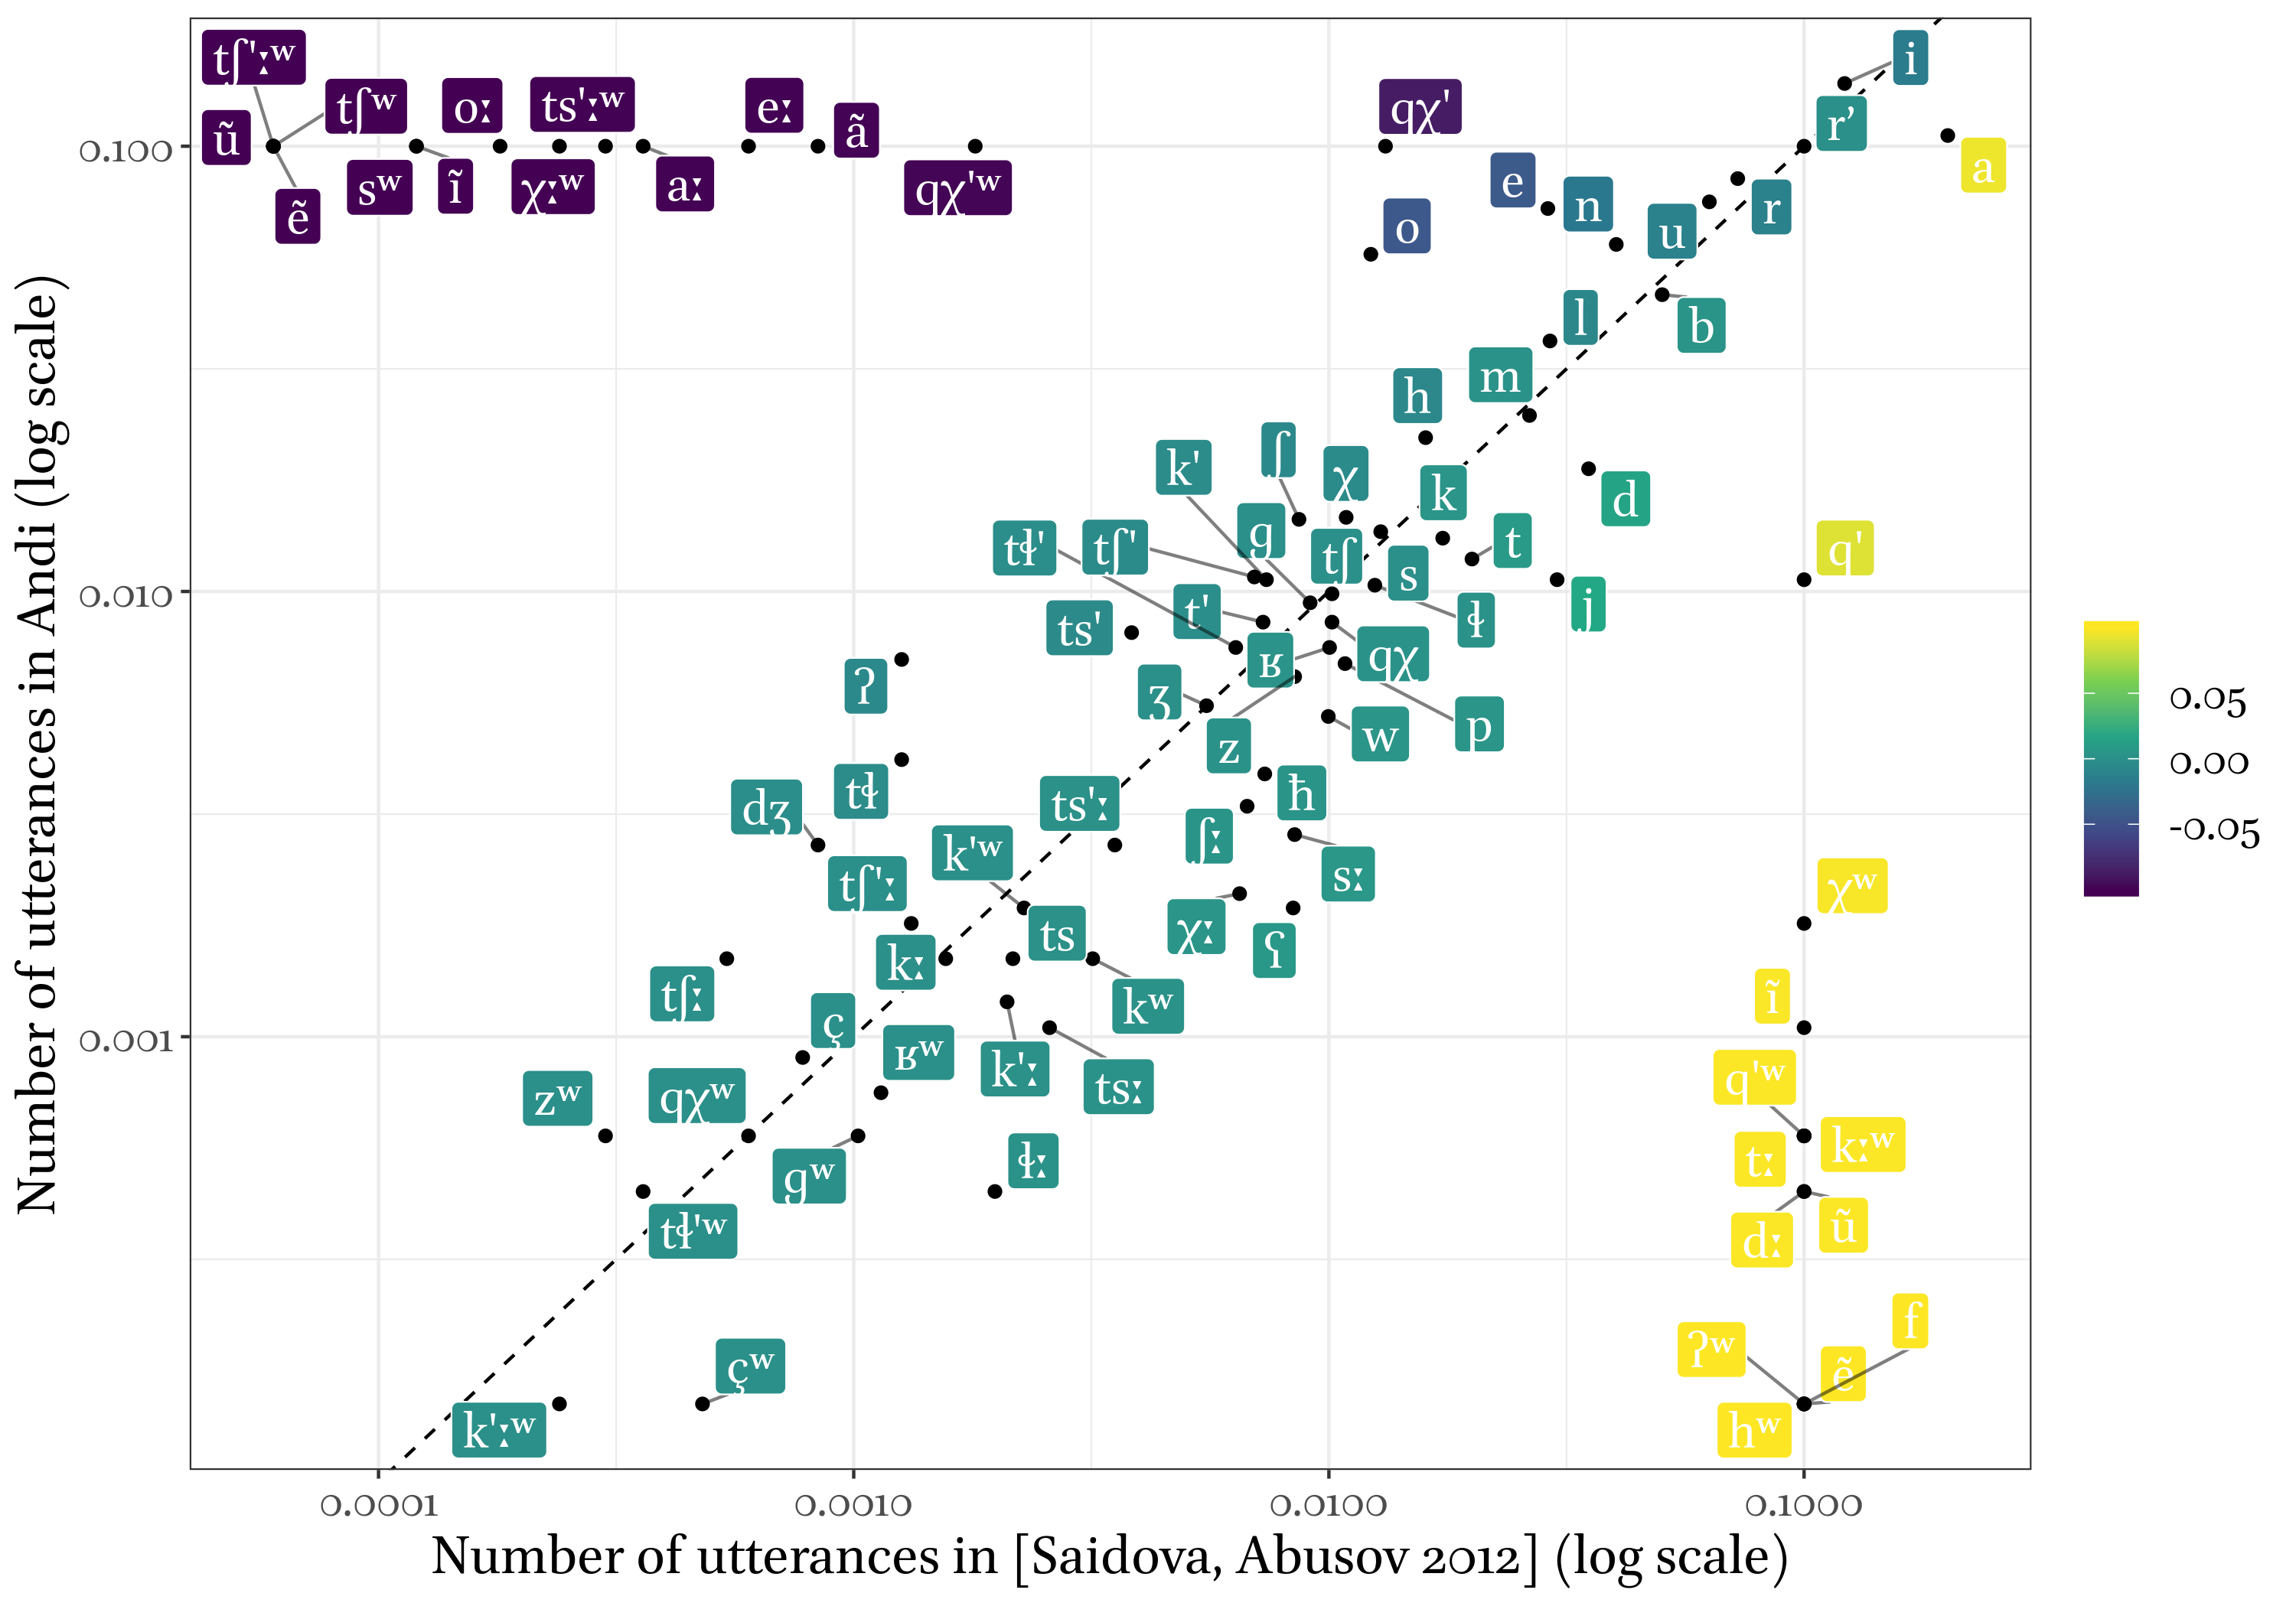 tʃ'ːʷ
i
tʃʷ
oː
ts'ːʷ
eː
ã
qχ'
r’
ũ
sʷ
ĩ
χːʷ
aː
qχ'ʷ
a
ẽ
e
n
o
u
r
l
b
m
h
ʃ
k'
χ
k
d
g
tɬ'
tʃ'
tʃ
s
t
q'
t'
ɬ
j
ts'
ʁ
qχ
ʔ
ʒ
z
w
p
tɬ
ħ
dʒ
ts'ː
ʃː
k'ʷ
tʃ'ː
sː
χʷ
ts
χː
ʕ
kː
tʃː
kʷ
ĩ
ç
ʁʷ
k'ː
tsː
zʷ
qχʷ
q'ʷ
gʷ
ɬː
tː
kːʷ
tɬ'ʷ
dː
ũ
çʷ
f
ʔʷ
ẽ
k'ːʷ
hʷ
0.100
0.010
0.001
0.0001
0.0010
0.0100
0.1000
Number of utterances in [Saidova, Abusov 2012] (log scale)
Number of utterances in Andi (log scale)
0.05
0.00
-0.05